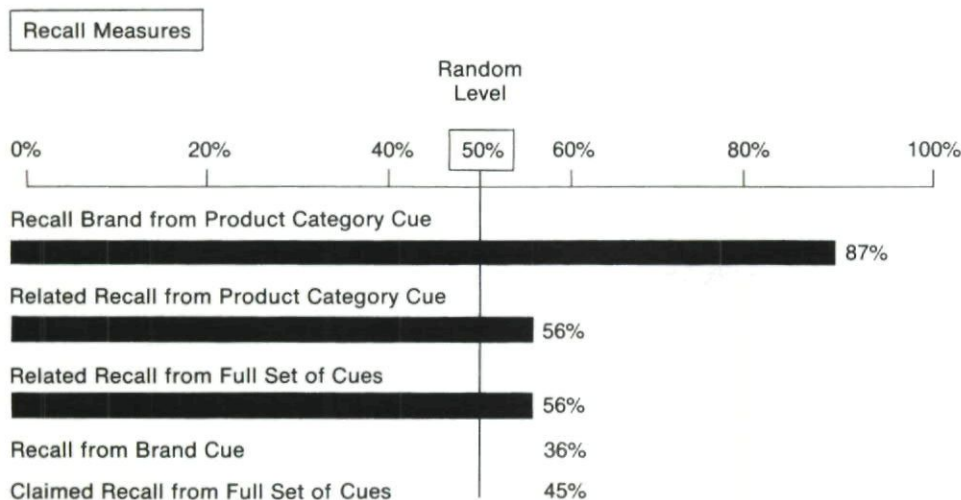 Recall Measures
Random
Level
0% 20% 40% 50% 60% 80% 100%
Recall Brand from Product Category Cue
87%
Related Recall from Product Category Cue
56%
Related Recall from Full Set of Cues
56%
Recall from Brand Cue 36%
Claimed Recall from Full Set of Cues 45%